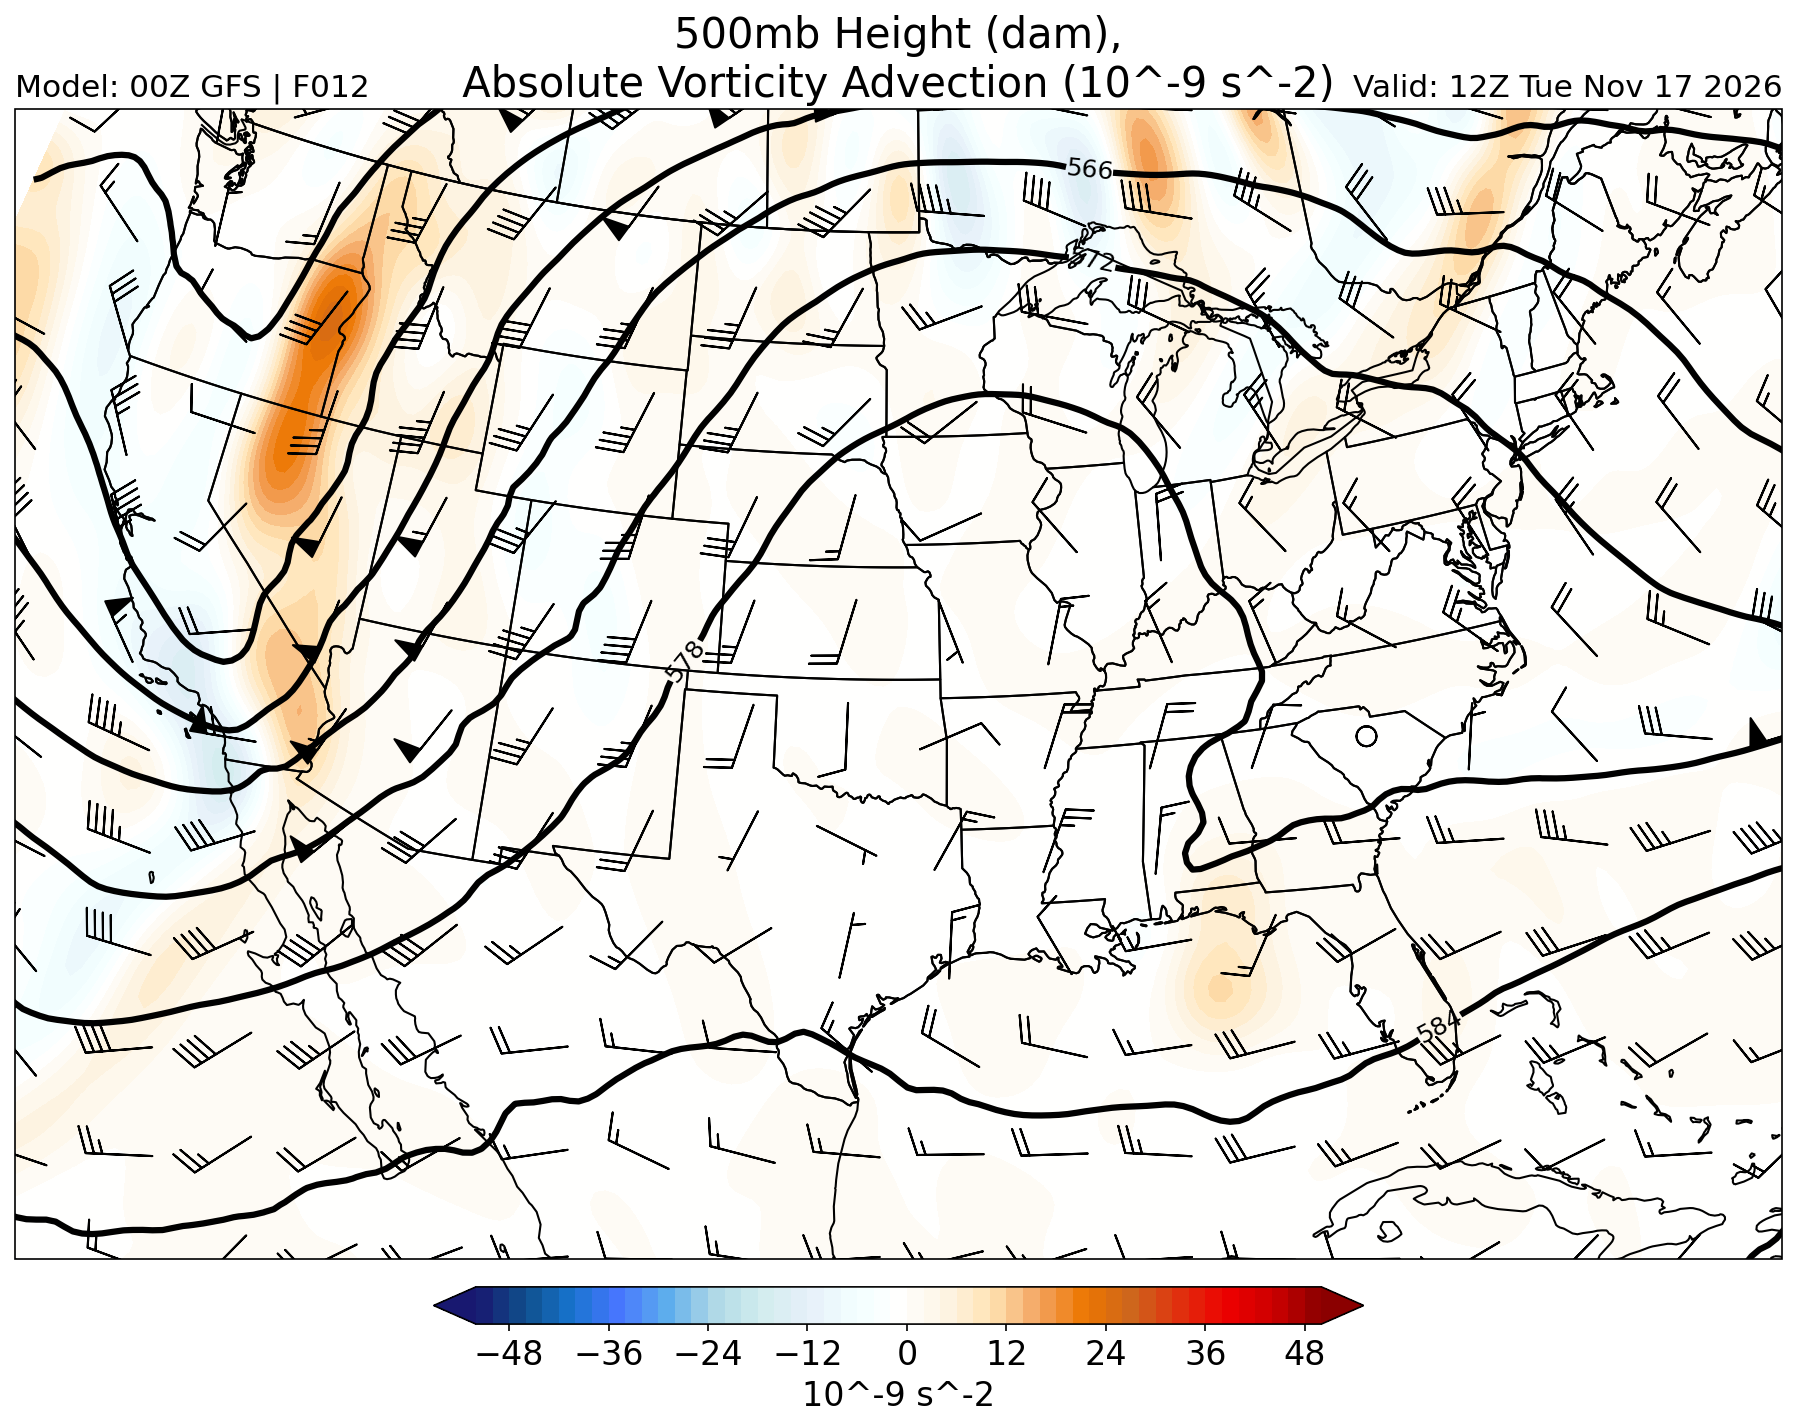 500mb Height (dam),
Model: 00Z GFS | F012
Absolute Vorticity Advection (10^-9 s^-2)
Valid: 12Z Tue Nov 17 2026
566
572
578
584
−48 −36 −24 −12 0 12 24 36 48
10^-9 s^-2